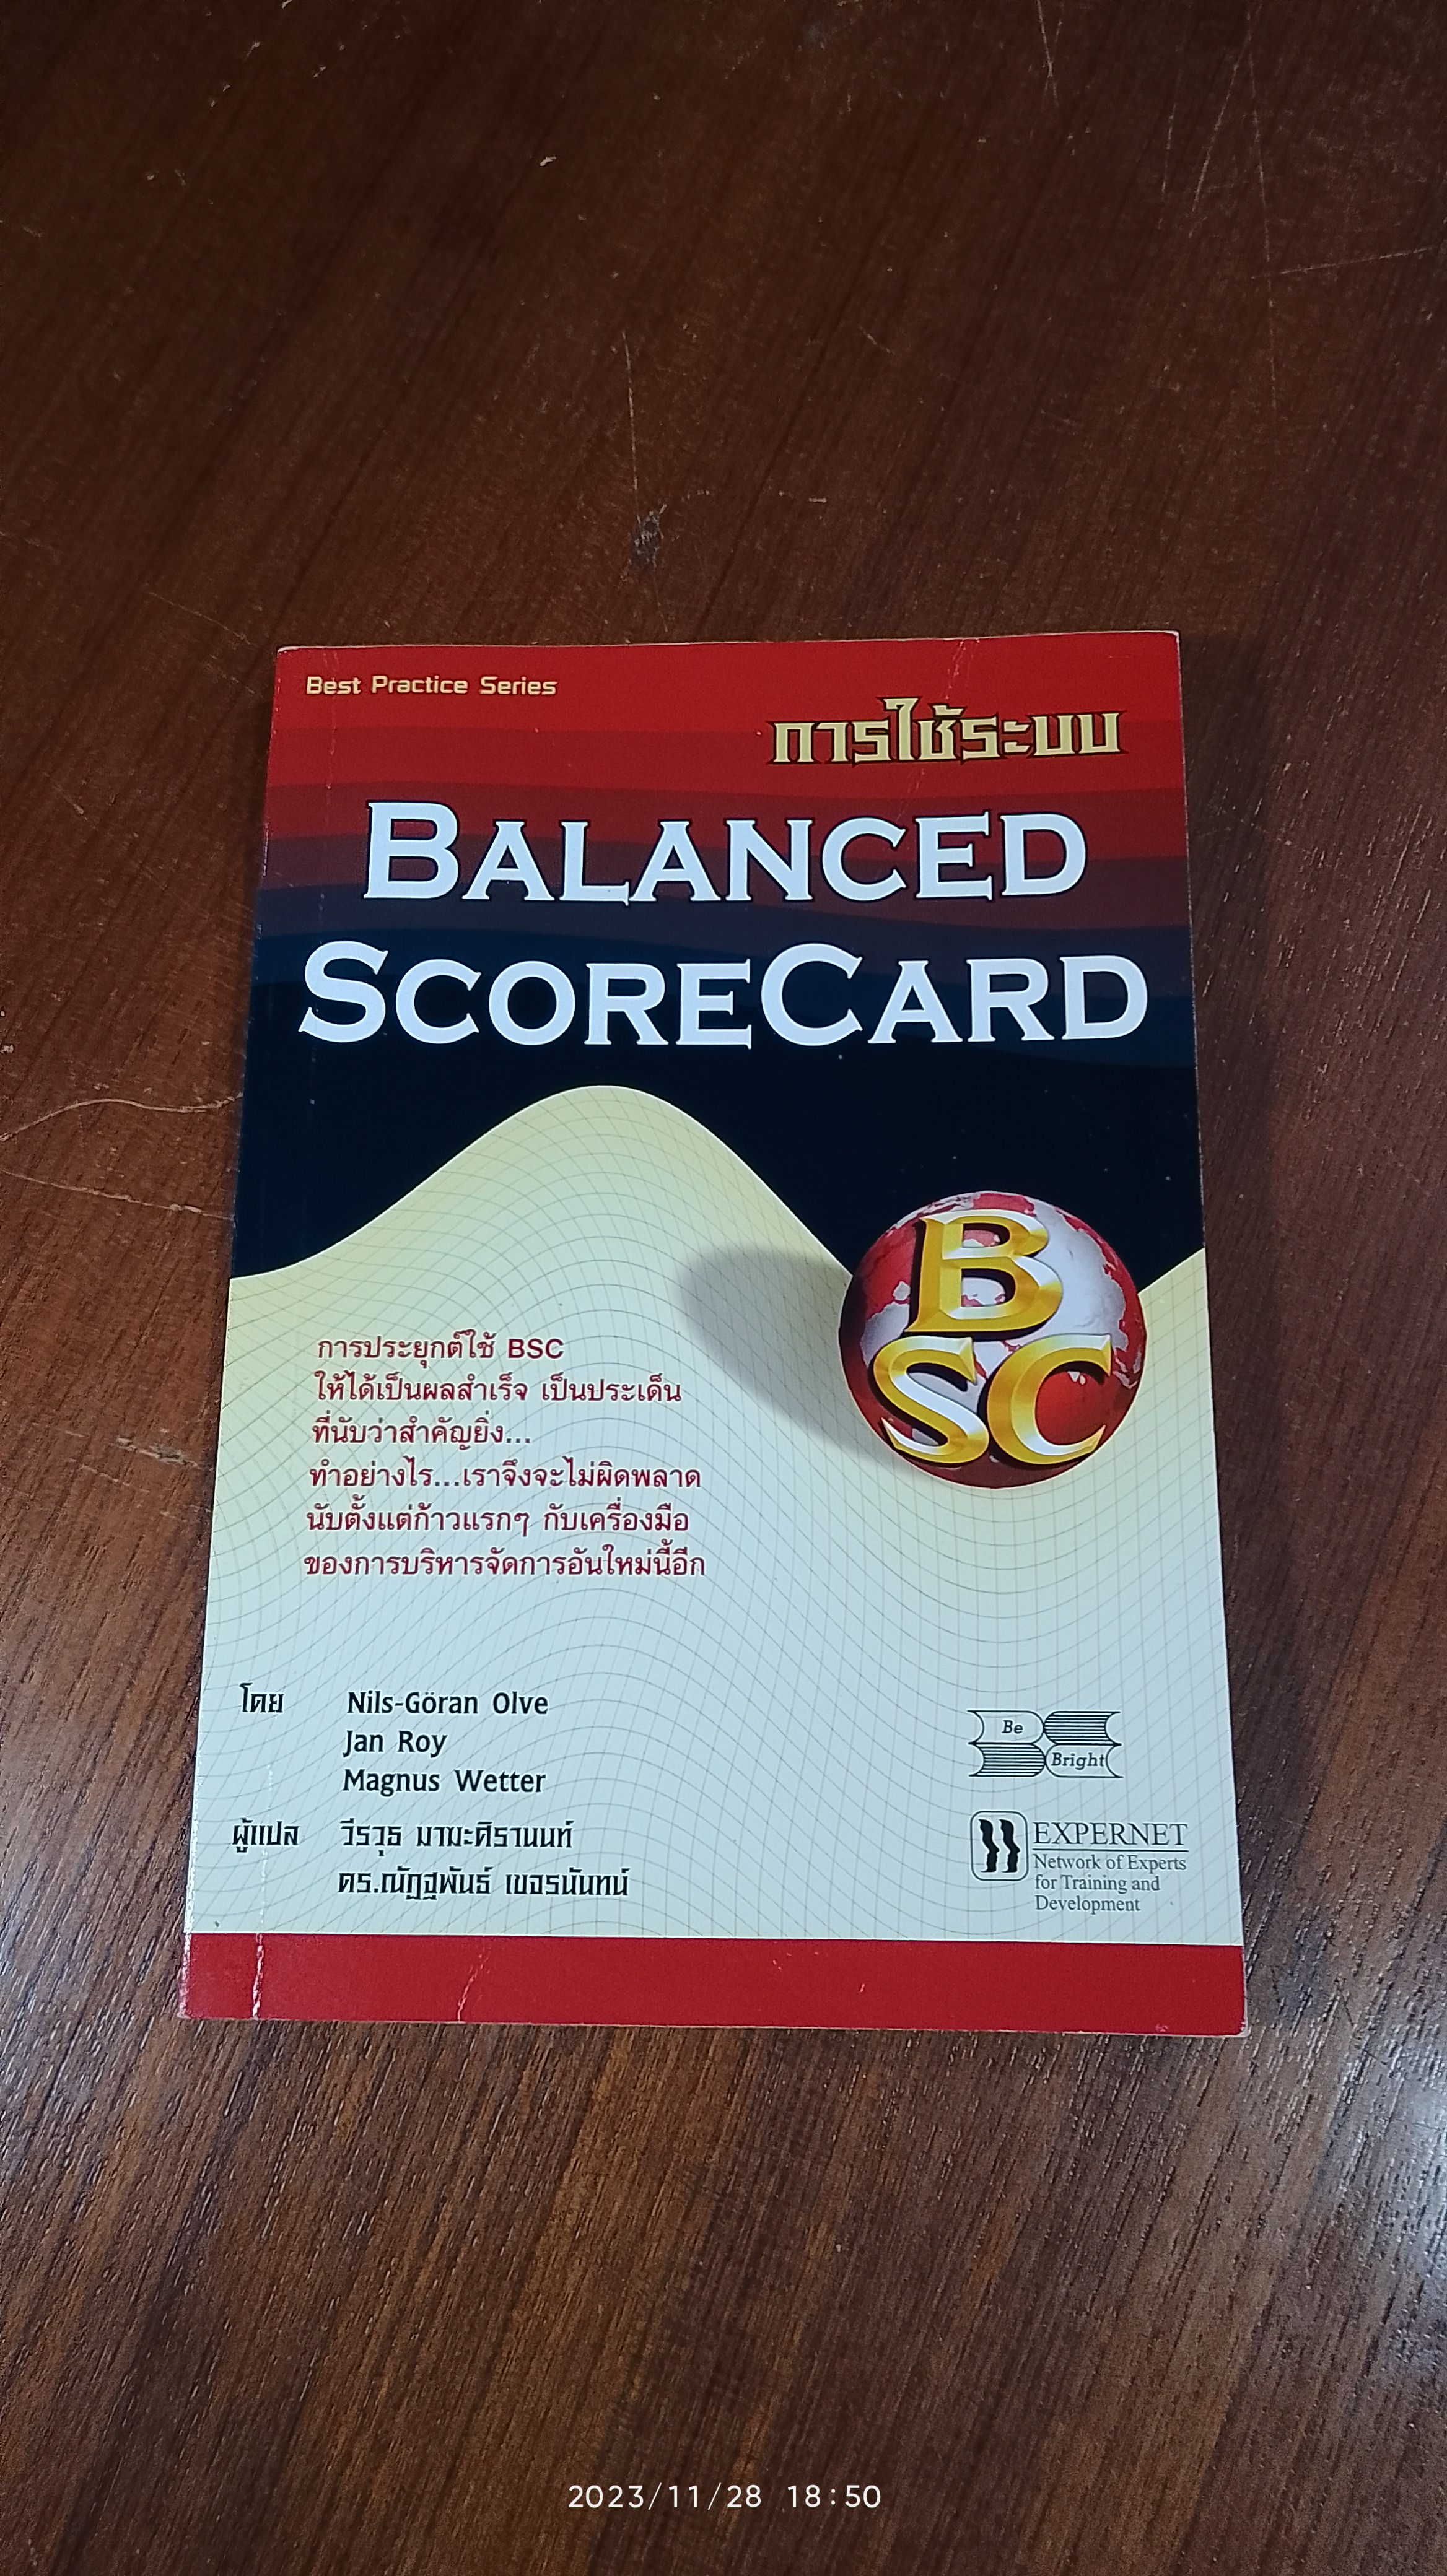 Best Practice Series
การใช้ระบบ
BALANCED
SCORECARD
B
SC
การประยุกต์ใช้ BSC
ให้ได้เป็นผลสำเร็จ เป็นประเด็น
ที่นับว่าสำคัญยิ่ง...
ทำอย่างไร...เราจึงจะไม่ผิดพลาด
นับตั้งแต่ก้าวแรกๆ กับเครื่องมือ
ของการบริหารจัดการอันใหม่นี้อีก
โดย Nils-Göran Olve
Jan Roy
Magnus Wetter
ผู้แปล วีรวุธ มาฆะศิรานนท์
ดร.ณัฏฐพันธ์ เขจรนันทน์
Be
Bright
EXPERNET
Network of Experts
for Training and
Development
2023/11/28 18:50